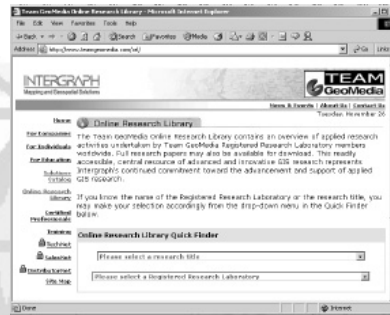 Team GeoMedia Online Research Library - Microsoft Internet Explorer
File Edit View Favorites Tools Help
Back Search Favorites Media
Address http://www.teamgeomedia.com/orl/ Go Links
INTERGRAPH
Mapping and Geospatial Solutions
TEAM
GeoMedia
News & Events | About Us | Contact Us
Tuesday, November 26
Home
For Companies
For Individuals
For Education
Solutions
Catalog
Online Research
Library
Certified
Professionals
Training
Technet
Salesnet
Distributornet
Site Map
Online Research Library
The Team GeoMedia Online Research Library contains an overview of applied research
activities undertaken by Team GeoMedia Registered Research Laboratory members
worldwide. Full research papers may also be available for download. This readily
accessible, central resource of advanced and innovative GIS research represents
Intergraph's continued commitment toward the advancement and support of applied
GIS research.
If you know the name of the Registered Research Laboratory or the research title, you
may make your selection accordingly from the drop-down menu in the Quick Finder
below.
Online Research Library Quick Finder
Please select a research title
Please select a Registered Research Laboratory
Done
Internet